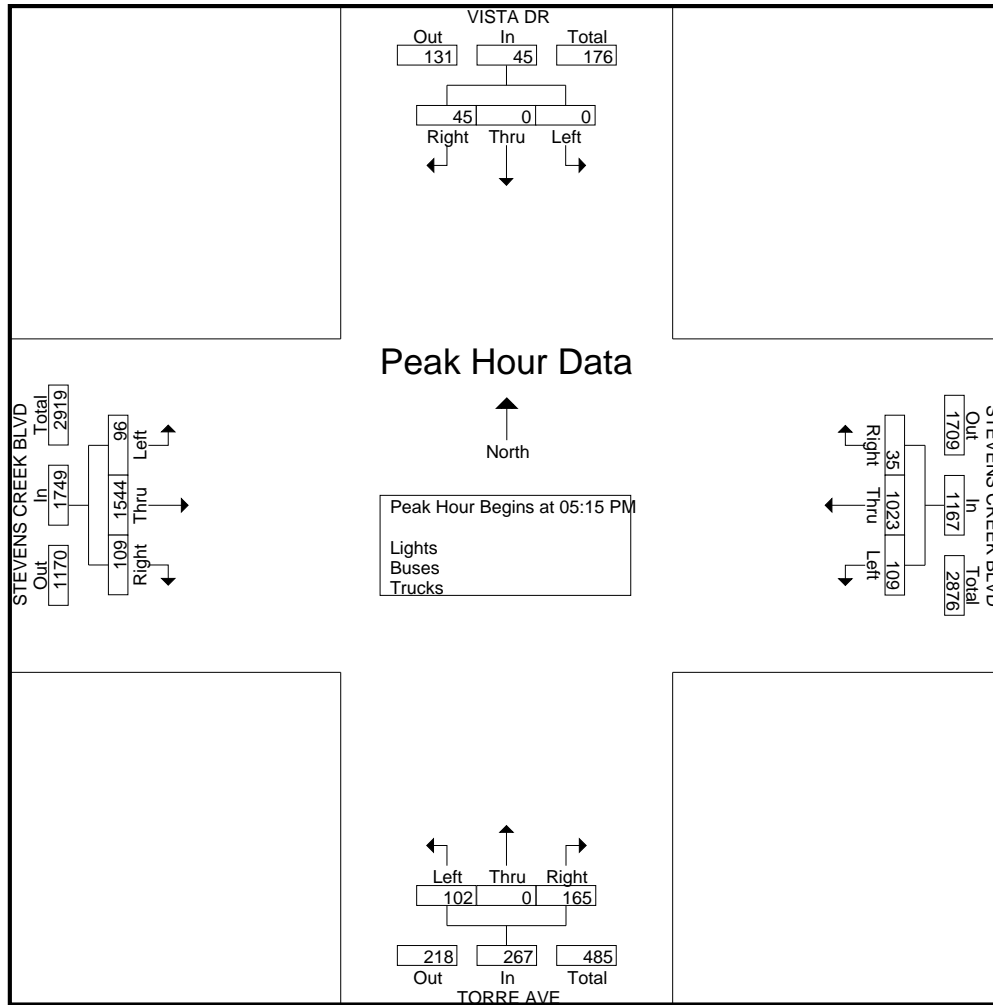 VISTA DR
Out In Total
131 45 176
45 0 0
Right Thru Left
Peak Hour Data
North
Peak Hour Begins at 05:15 PM
Lights
Buses
Trucks
STEVENS CREEK BLVD
Out In Total
1170 1749 2919
109 1544 96
Right Thru Left
STEVENS CREEK BLVD
Out In Total
1709 1167 2876
35 1023 109
Right Thru Left
Left Thru Right
102 0 165
218 267 485
Out In Total
TORRE AVE